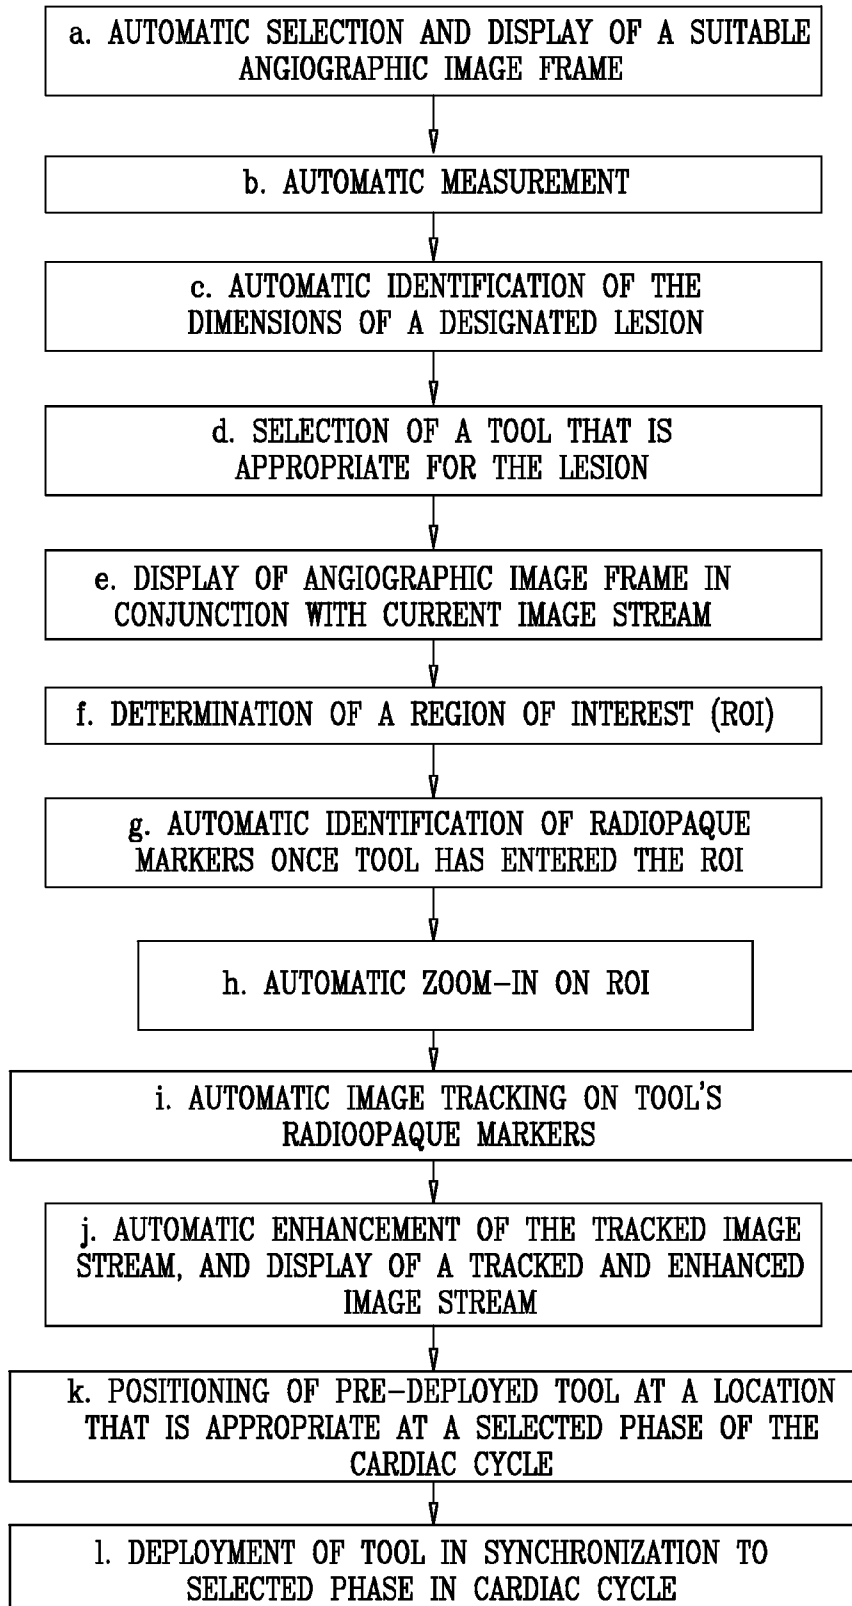 a. AUTOMATIC SELECTION AND DISPLAY OF A SUITABLE
ANGIOGRAPHIC IMAGE FRAME
b. AUTOMATIC MEASUREMENT
c. AUTOMATIC IDENTIFICATION OF THE
DIMENSIONS OF A DESIGNATED LESION
d. SELECTION OF A TOOL THAT IS
APPROPRIATE FOR THE LESION
e. DISPLAY OF ANGIOGRAPHIC IMAGE FRAME IN
CONJUNCTION WITH CURRENT IMAGE STREAM
f. DETERMINATION OF A REGION OF INTEREST (ROI)
g. AUTOMATIC IDENTIFICATION OF RADIOPAQUE
MARKERS ONCE TOOL HAS ENTERED THE ROI
h. AUTOMATIC ZOOM-IN ON ROI
i. AUTOMATIC IMAGE TRACKING ON TOOL'S
RADIOOPAQUE MARKERS
j. AUTOMATIC ENHANCEMENT OF THE TRACKED IMAGE
STREAM, AND DISPLAY OF A TRACKED AND ENHANCED
IMAGE STREAM
k. POSITIONING OF PRE-DEPLOYED TOOL AT A LOCATION
THAT IS APPROPRIATE AT A SELECTED PHASE OF THE
CARDIAC CYCLE
l. DEPLOYMENT OF TOOL IN SYNCHRONIZATION TO
SELECTED PHASE IN CARDIAC CYCLE